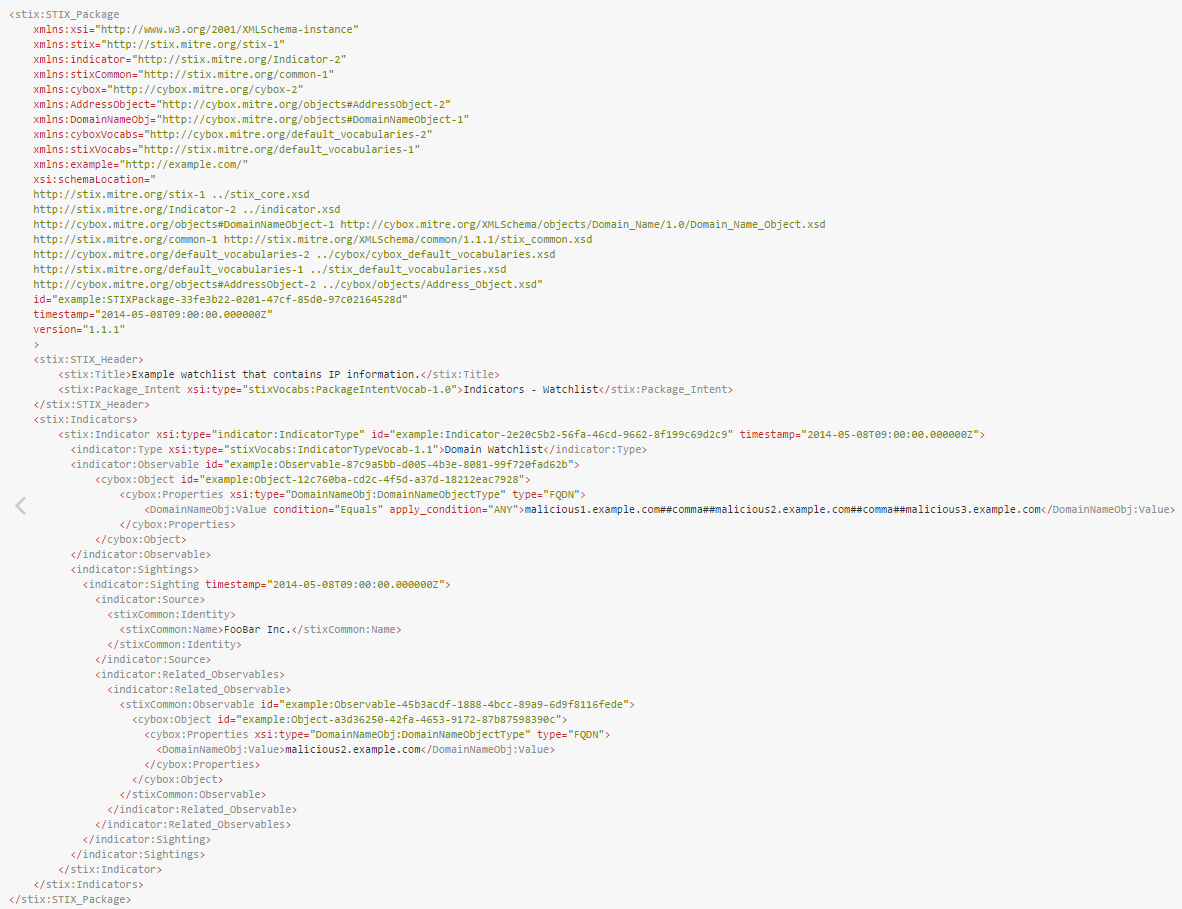 <stix:STIX_Package
xmlns:xsi="http://www.w3.org/2001/XMLSchema-instance"
xmlns:stix="http://stix.mitre.org/stix-1"
xmlns:indicator="http://stix.mitre.org/Indicator-2"
xmlns:stixCommon="http://stix.mitre.org/common-1"
xmlns:cybox="http://cybox.mitre.org/cybox-2"
xmlns:AddressObject="http://cybox.mitre.org/objects#AddressObject-2"
xmlns:DomainNameObj="http://cybox.mitre.org/objects#DomainNameObject-1"
xmlns:cyboxVocabs="http://cybox.mitre.org/default_vocabularies-2"
xmlns:stixVocabs="http://stix.mitre.org/default_vocabularies-1"
xmlns:example="http://example.com/"
xsi:schemaLocation="
http://stix.mitre.org/stix-1 ../stix_core.xsd
http://stix.mitre.org/Indicator-2 ../indicator.xsd
http://cybox.mitre.org/objects#DomainNameObject-1 http://cybox.mitre.org/XMLSchema/objects/Domain_Name/1.0/Domain_Name_Object.xsd
http://stix.mitre.org/common-1 http://stix.mitre.org/XMLSchema/common/1.1.1/stix_common.xsd
http://cybox.mitre.org/default_vocabularies-2 ../cybox/cybox_default_vocabularies.xsd
http://stix.mitre.org/default_vocabularies-1 ../stix_default_vocabularies.xsd
http://cybox.mitre.org/objects#AddressObject-2 ../cybox/objects/Address_Object.xsd"
id="example:STIXPackage-33fe3b22-0201-47cf-85d0-97c02164528d"
timestamp="2014-05-08T09:00:00.000000Z"
version="1.1.1"
>
<stix:STIX_Header>
<stix:Title>Example watchlist that contains IP information.</stix:Title>
<stix:Package_Intent xsi:type="stixVocabs:PackageIntentVocab-1.0">Indicators - Watchlist</stix:Package_Intent>
</stix:STIX_Header>
<stix:Indicators>
<stix:Indicator xsi:type="indicator:IndicatorType" id="example:Indicator-2e20c5b2-56fa-46cd-9662-8f199c69d2c9" timestamp="2014-05-08T09:00:00.000000Z">
<indicator:Type xsi:type="stixVocabs:IndicatorTypeVocab-1.1">Domain Watchlist</indicator:Type>
<indicator:Observable id="example:Observable-87c9a5bb-d005-4b3e-8081-99f720fad62b">
<cybox:Object id="example:Object-12c760ba-cd2c-4f5d-a37d-18212eac7928">
<cybox:Properties xsi:type="DomainNameObj:DomainNameObjectType" type="FQDN">
<DomainNameObj:Value condition="Equals" apply_condition="ANY">malicious1.example.com##comma##malicious2.example.com##comma##malicious3.example.com</DomainNameObj:Value>
</cybox:Properties>
</cybox:Object>
</indicator:Observable>
<indicator:Sightings>
<indicator:Sighting timestamp="2014-05-08T09:00:00.000000Z">
<indicator:Source>
<stixCommon:Identity>
<stixCommon:Name>FooBar Inc.</stixCommon:Name>
</stixCommon:Identity>
</indicator:Source>
<indicator:Related_Observables>
<indicator:Related_Observable>
<stixCommon:Observable id="example:Observable-45b3acdf-1888-4bcc-89a9-6d9f8116fede">
<cybox:Object id="example:Object-a3d36250-42fa-4653-9172-87b87598390c">
<cybox:Properties xsi:type="DomainNameObj:DomainNameObjectType" type="FQDN">
<DomainNameObj:Value>malicious2.example.com</DomainNameObj:Value>
</cybox:Properties>
</cybox:Object>
</stixCommon:Observable>
</indicator:Related_Observable>
</indicator:Related_Observables>
</indicator:Sighting>
</indicator:Sightings>
</stix:Indicator>
</stix:Indicators>
</stix:STIX_Package>